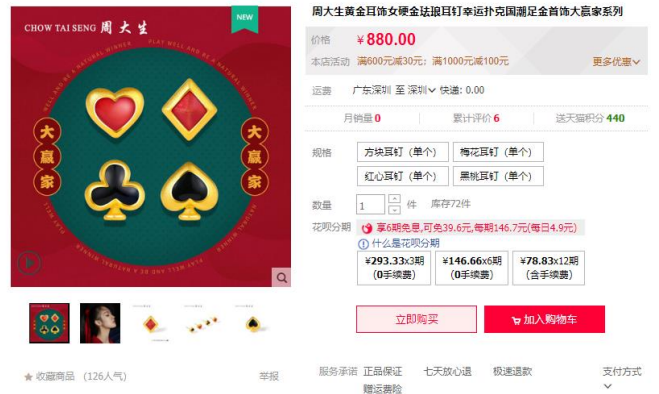 CHOW TAI SENG 周大生
NEW
PLAY WELL AND BE A NATURAL WINNER
大赢家
大赢家
周大生黄金耳饰女硬金珐琅耳钉幸运扑克国潮足金首饰大赢家系列
价格 ¥880.00
本店活动 满600元减30元；满1000元减100元 更多优惠
运费 广东深圳 至 深圳 快递: 0.00
月销量 0 累计评价 6 送天猫积分 440
规格 方块耳钉（单个） 梅花耳钉（单个）
红心耳钉（单个） 黑桃耳钉（单个）
数量 1 件 库存72件
花呗分期 享6期免息,可免39.6元,每期146.7元(每日4.9元)
什么是花呗分期
¥293.33x3期 ¥146.66x6期 ¥78.83x12期
(0手续费) (0手续费) (含手续费)
立即购买 加入购物车
收藏商品 (126人气) 举报
服务承诺 正品保证 七天放心退 极速退款 支付方式
赠运费险